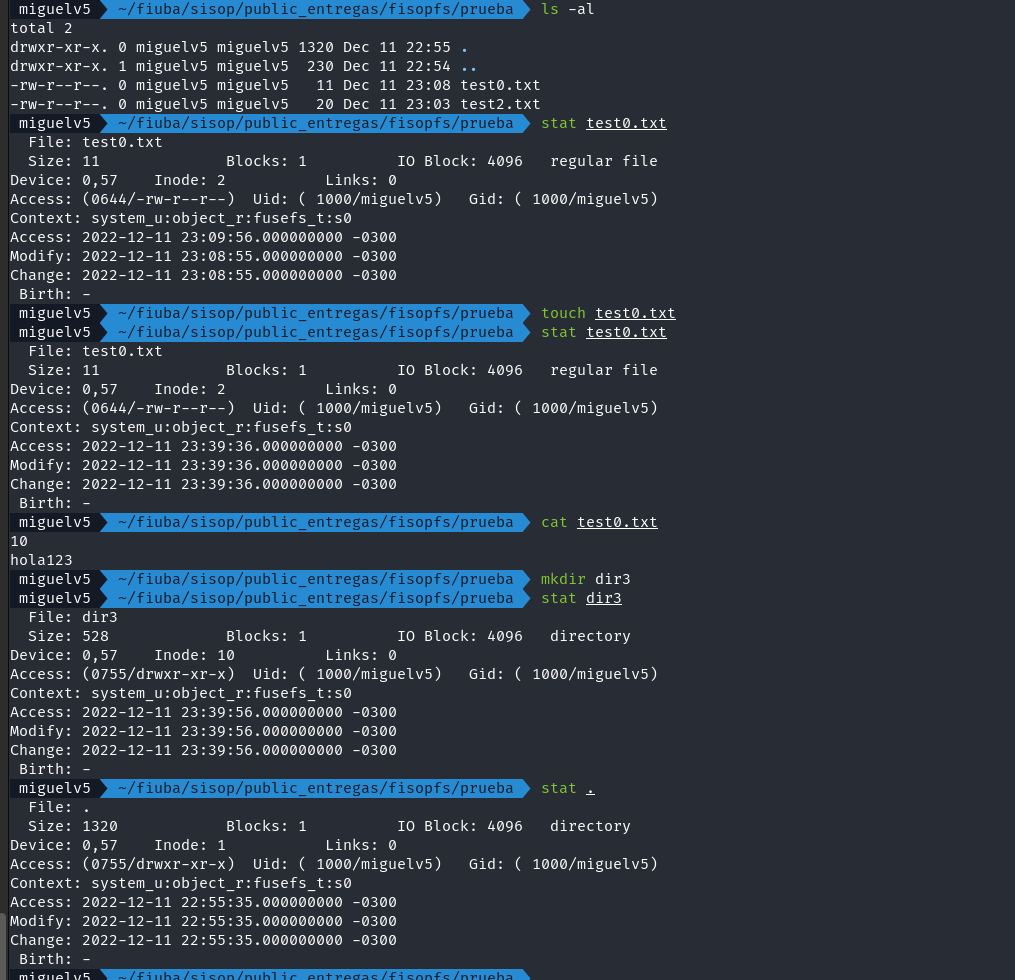 miguelv5 ~/fiuba/sisop/public_entregas/fisopfs/prueba ls -al
total 2
drwxr-xr-x. 0 miguelv5 miguelv5 1320 Dec 11 22:55 .
drwxr-xr-x. 1 miguelv5 miguelv5  230 Dec 11 22:54 ..
-rw-r--r--. 0 miguelv5 miguelv5   11 Dec 11 23:08 test0.txt
-rw-r--r--. 0 miguelv5 miguelv5   20 Dec 11 23:03 test2.txt
miguelv5 ~/fiuba/sisop/public_entregas/fisopfs/prueba stat test0.txt
  File: test0.txt
  Size: 11              Blocks: 1          IO Block: 4096   regular file
Device: 0,57    Inode: 2           Links: 0
Access: (0644/-rw-r--r--)  Uid: ( 1000/miguelv5)   Gid: ( 1000/miguelv5)
Context: system_u:object_r:fusefs_t:s0
Access: 2022-12-11 23:09:56.000000000 -0300
Modify: 2022-12-11 23:08:55.000000000 -0300
Change: 2022-12-11 23:08:55.000000000 -0300
 Birth: -
miguelv5 ~/fiuba/sisop/public_entregas/fisopfs/prueba touch test0.txt
miguelv5 ~/fiuba/sisop/public_entregas/fisopfs/prueba stat test0.txt
  File: test0.txt
  Size: 11              Blocks: 1          IO Block: 4096   regular file
Device: 0,57    Inode: 2           Links: 0
Access: (0644/-rw-r--r--)  Uid: ( 1000/miguelv5)   Gid: ( 1000/miguelv5)
Context: system_u:object_r:fusefs_t:s0
Access: 2022-12-11 23:39:36.000000000 -0300
Modify: 2022-12-11 23:39:36.000000000 -0300
Change: 2022-12-11 23:39:36.000000000 -0300
 Birth: -
miguelv5 ~/fiuba/sisop/public_entregas/fisopfs/prueba cat test0.txt
10
hola123
miguelv5 ~/fiuba/sisop/public_entregas/fisopfs/prueba mkdir dir3
miguelv5 ~/fiuba/sisop/public_entregas/fisopfs/prueba stat dir3
  File: dir3
  Size: 528             Blocks: 1          IO Block: 4096   directory
Device: 0,57    Inode: 10          Links: 0
Access: (0755/drwxr-xr-x)  Uid: ( 1000/miguelv5)   Gid: ( 1000/miguelv5)
Context: system_u:object_r:fusefs_t:s0
Access: 2022-12-11 23:39:56.000000000 -0300
Modify: 2022-12-11 23:39:56.000000000 -0300
Change: 2022-12-11 23:39:56.000000000 -0300
 Birth: -
miguelv5 ~/fiuba/sisop/public_entregas/fisopfs/prueba stat .
  File: .
  Size: 1320            Blocks: 1          IO Block: 4096   directory
Device: 0,57    Inode: 1           Links: 0
Access: (0755/drwxr-xr-x)  Uid: ( 1000/miguelv5)   Gid: ( 1000/miguelv5)
Context: system_u:object_r:fusefs_t:s0
Access: 2022-12-11 22:55:35.000000000 -0300
Modify: 2022-12-11 22:55:35.000000000 -0300
Change: 2022-12-11 22:55:35.000000000 -0300
 Birth: -
miguelv5 ~/fiuba/sisop/public_entregas/fisopfs/prueba